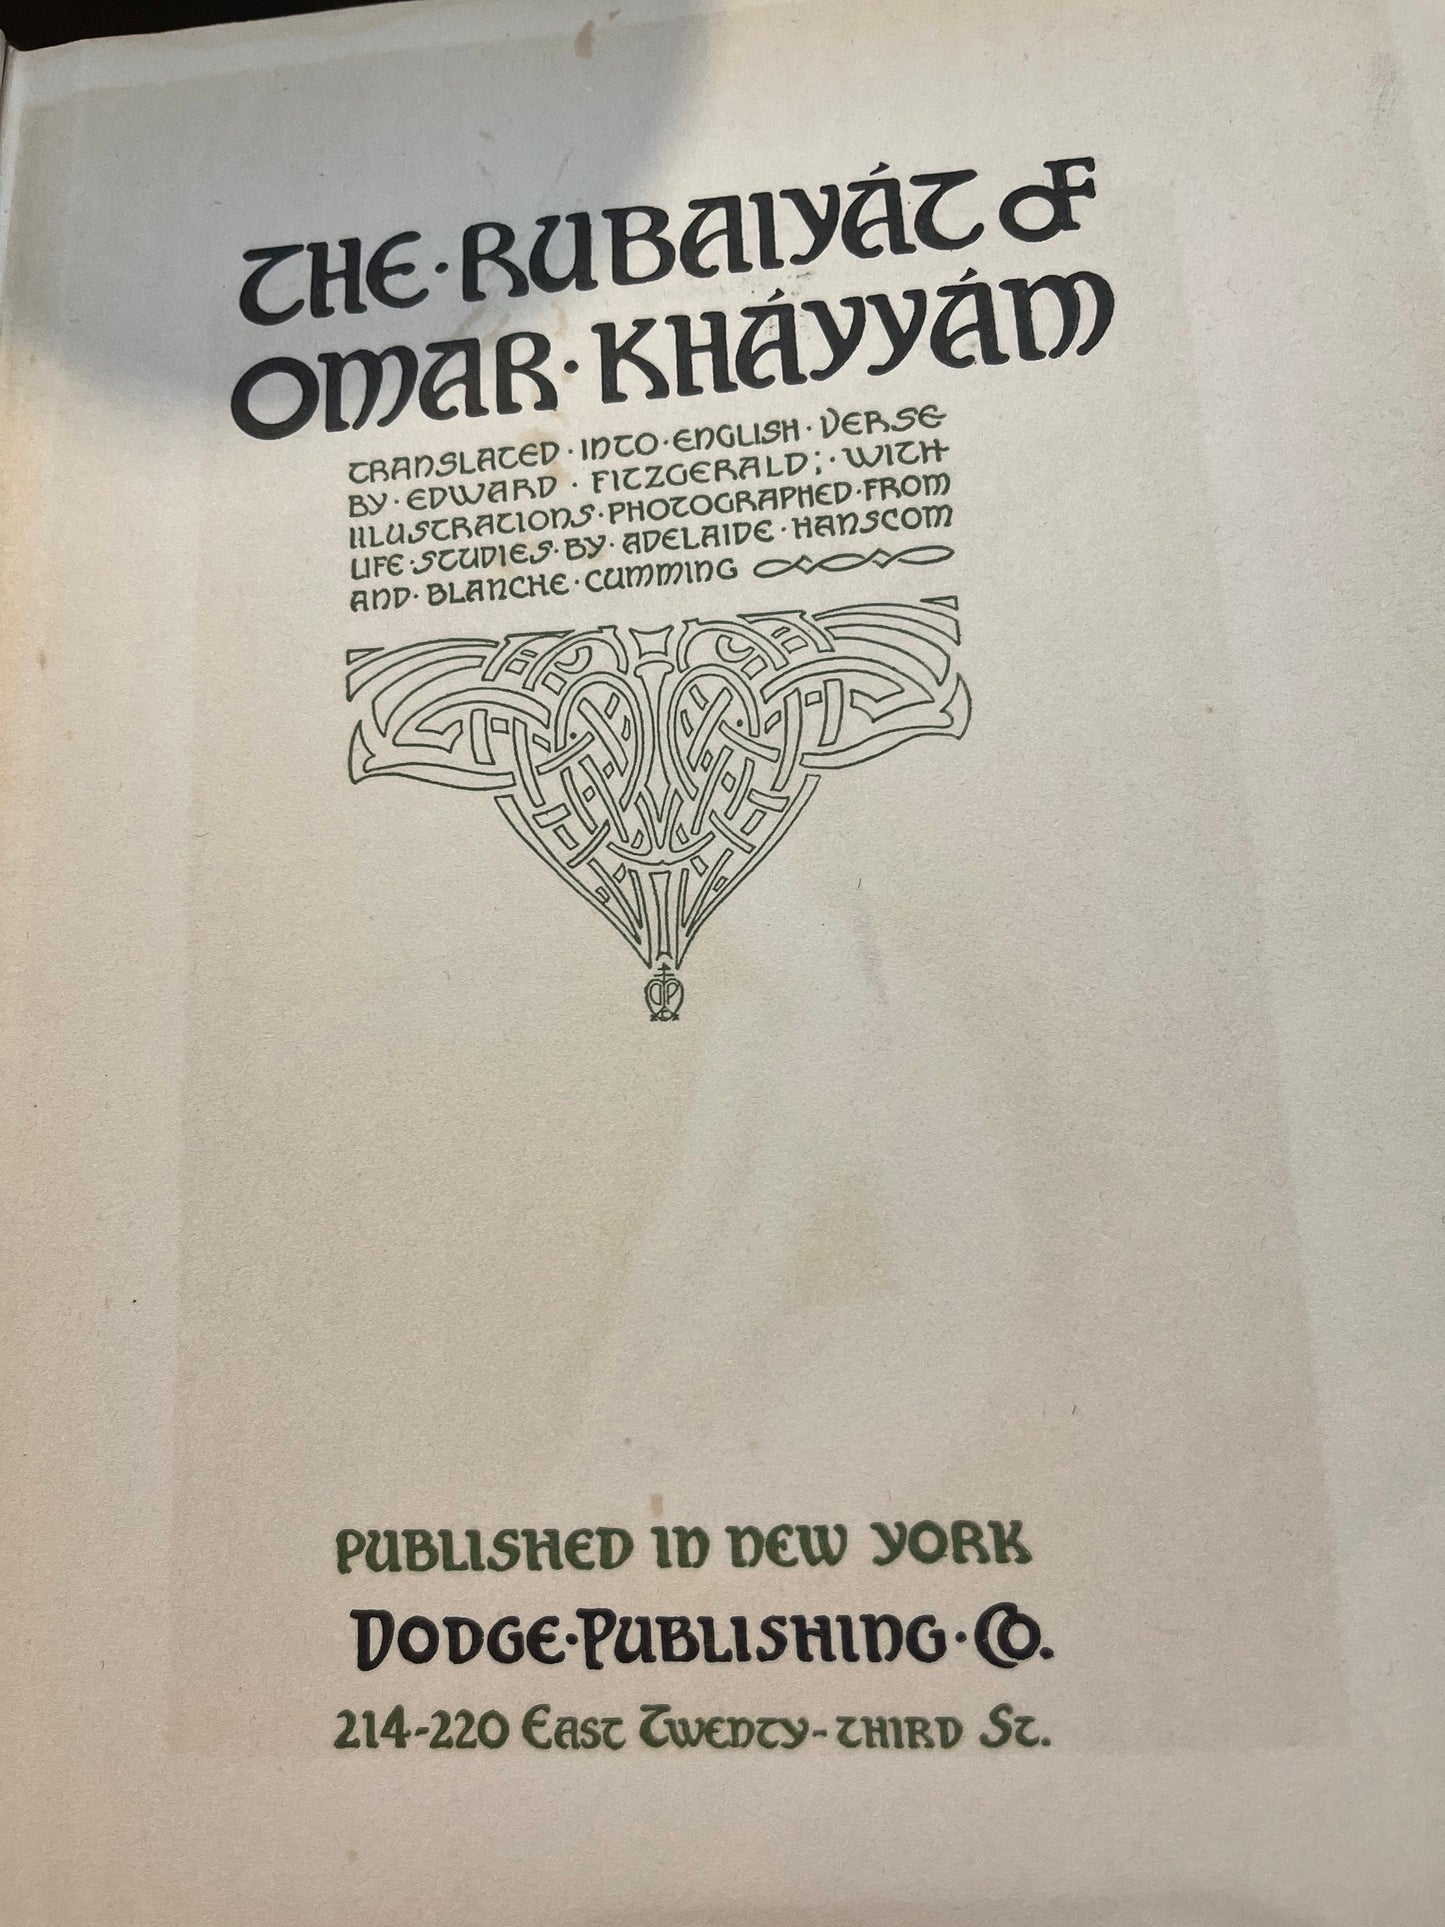 THE·RUBAIYÁT OF
OMAR·KHÁYYÁM
TRANSLATED·INTO·ENGLISH·VERSE
BY·EDWARD·FITZGERALD;·WITH
ILLUSTRATIONS·PHOTOGRAPHED·FROM
LIFE·STUDIES·BY·ADELAIDE·HANSCOM
AND·BLANCHE·CUMMING
DP
PUBLISHED IN NEW YORK
DODGE·PUBLISHING·CO.
214-220 EAST TWENTY-THIRD ST.